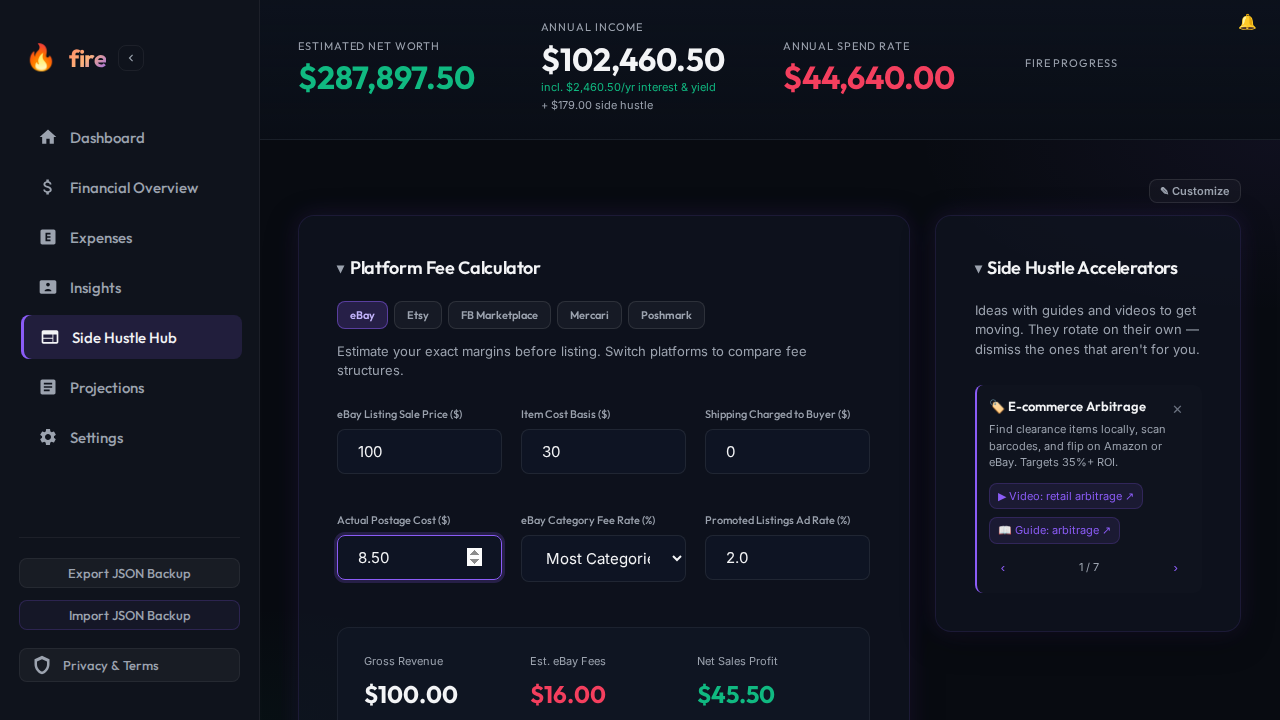 🔥 fire
‹
Dashboard
Financial Overview
Expenses
Insights
Side Hustle Hub
Projections
Settings
Export JSON Backup
Import JSON Backup
Privacy & Terms
ESTIMATED NET WORTH
$287,897.50
ANNUAL INCOME
$102,460.50
incl. $2,460.50/yr interest & yield
+ $179.00 side hustle
ANNUAL SPEND RATE
$44,640.00
FIRE PROGRESS
🔔
✎ Customize
▾ Platform Fee Calculator
eBay Etsy FB Marketplace Mercari Poshmark
Estimate your exact margins before listing. Switch platforms to compare fee
structures.
eBay Listing Sale Price ($) Item Cost Basis ($) Shipping Charged to Buyer ($)
100 30 0
Actual Postage Cost ($) eBay Category Fee Rate (%) Promoted Listings Ad Rate (%)
8.50 Most Categorie 2.0
Gross Revenue Est. eBay Fees Net Sales Profit
$100.00 $16.00 $45.50
▾ Side Hustle Accelerators
Ideas with guides and videos to get
moving. They rotate on their own —
dismiss the ones that aren't for you.
🏷️ E-commerce Arbitrage ×
Find clearance items locally, scan
barcodes, and flip on Amazon or
eBay. Targets 35%+ ROI.
▶ Video: retail arbitrage ↗
📖 Guide: arbitrage ↗
‹ 1 / 7 ›